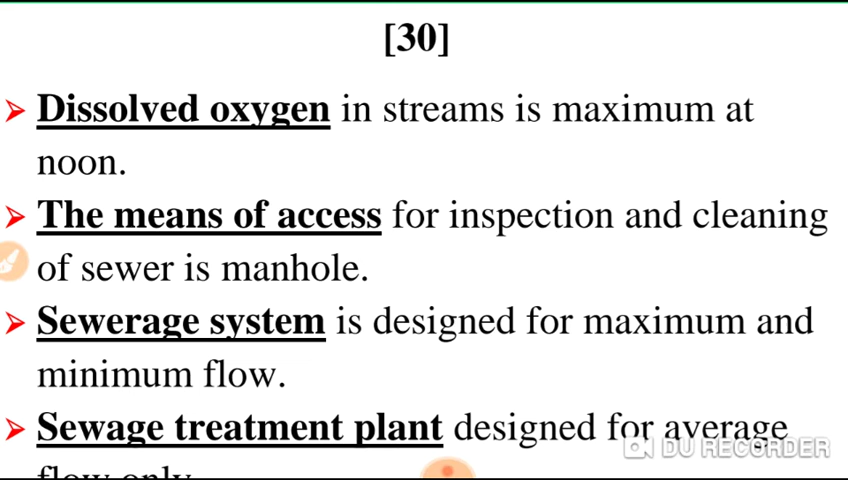 [30]
➢ Dissolved oxygen in streams is maximum at
noon.
➢ The means of access for inspection and cleaning
of sewer is manhole.
➢ Sewerage system is designed for maximum and
minimum flow.
➢ Sewage treatment plant designed for average
flow only
DU RECORDER